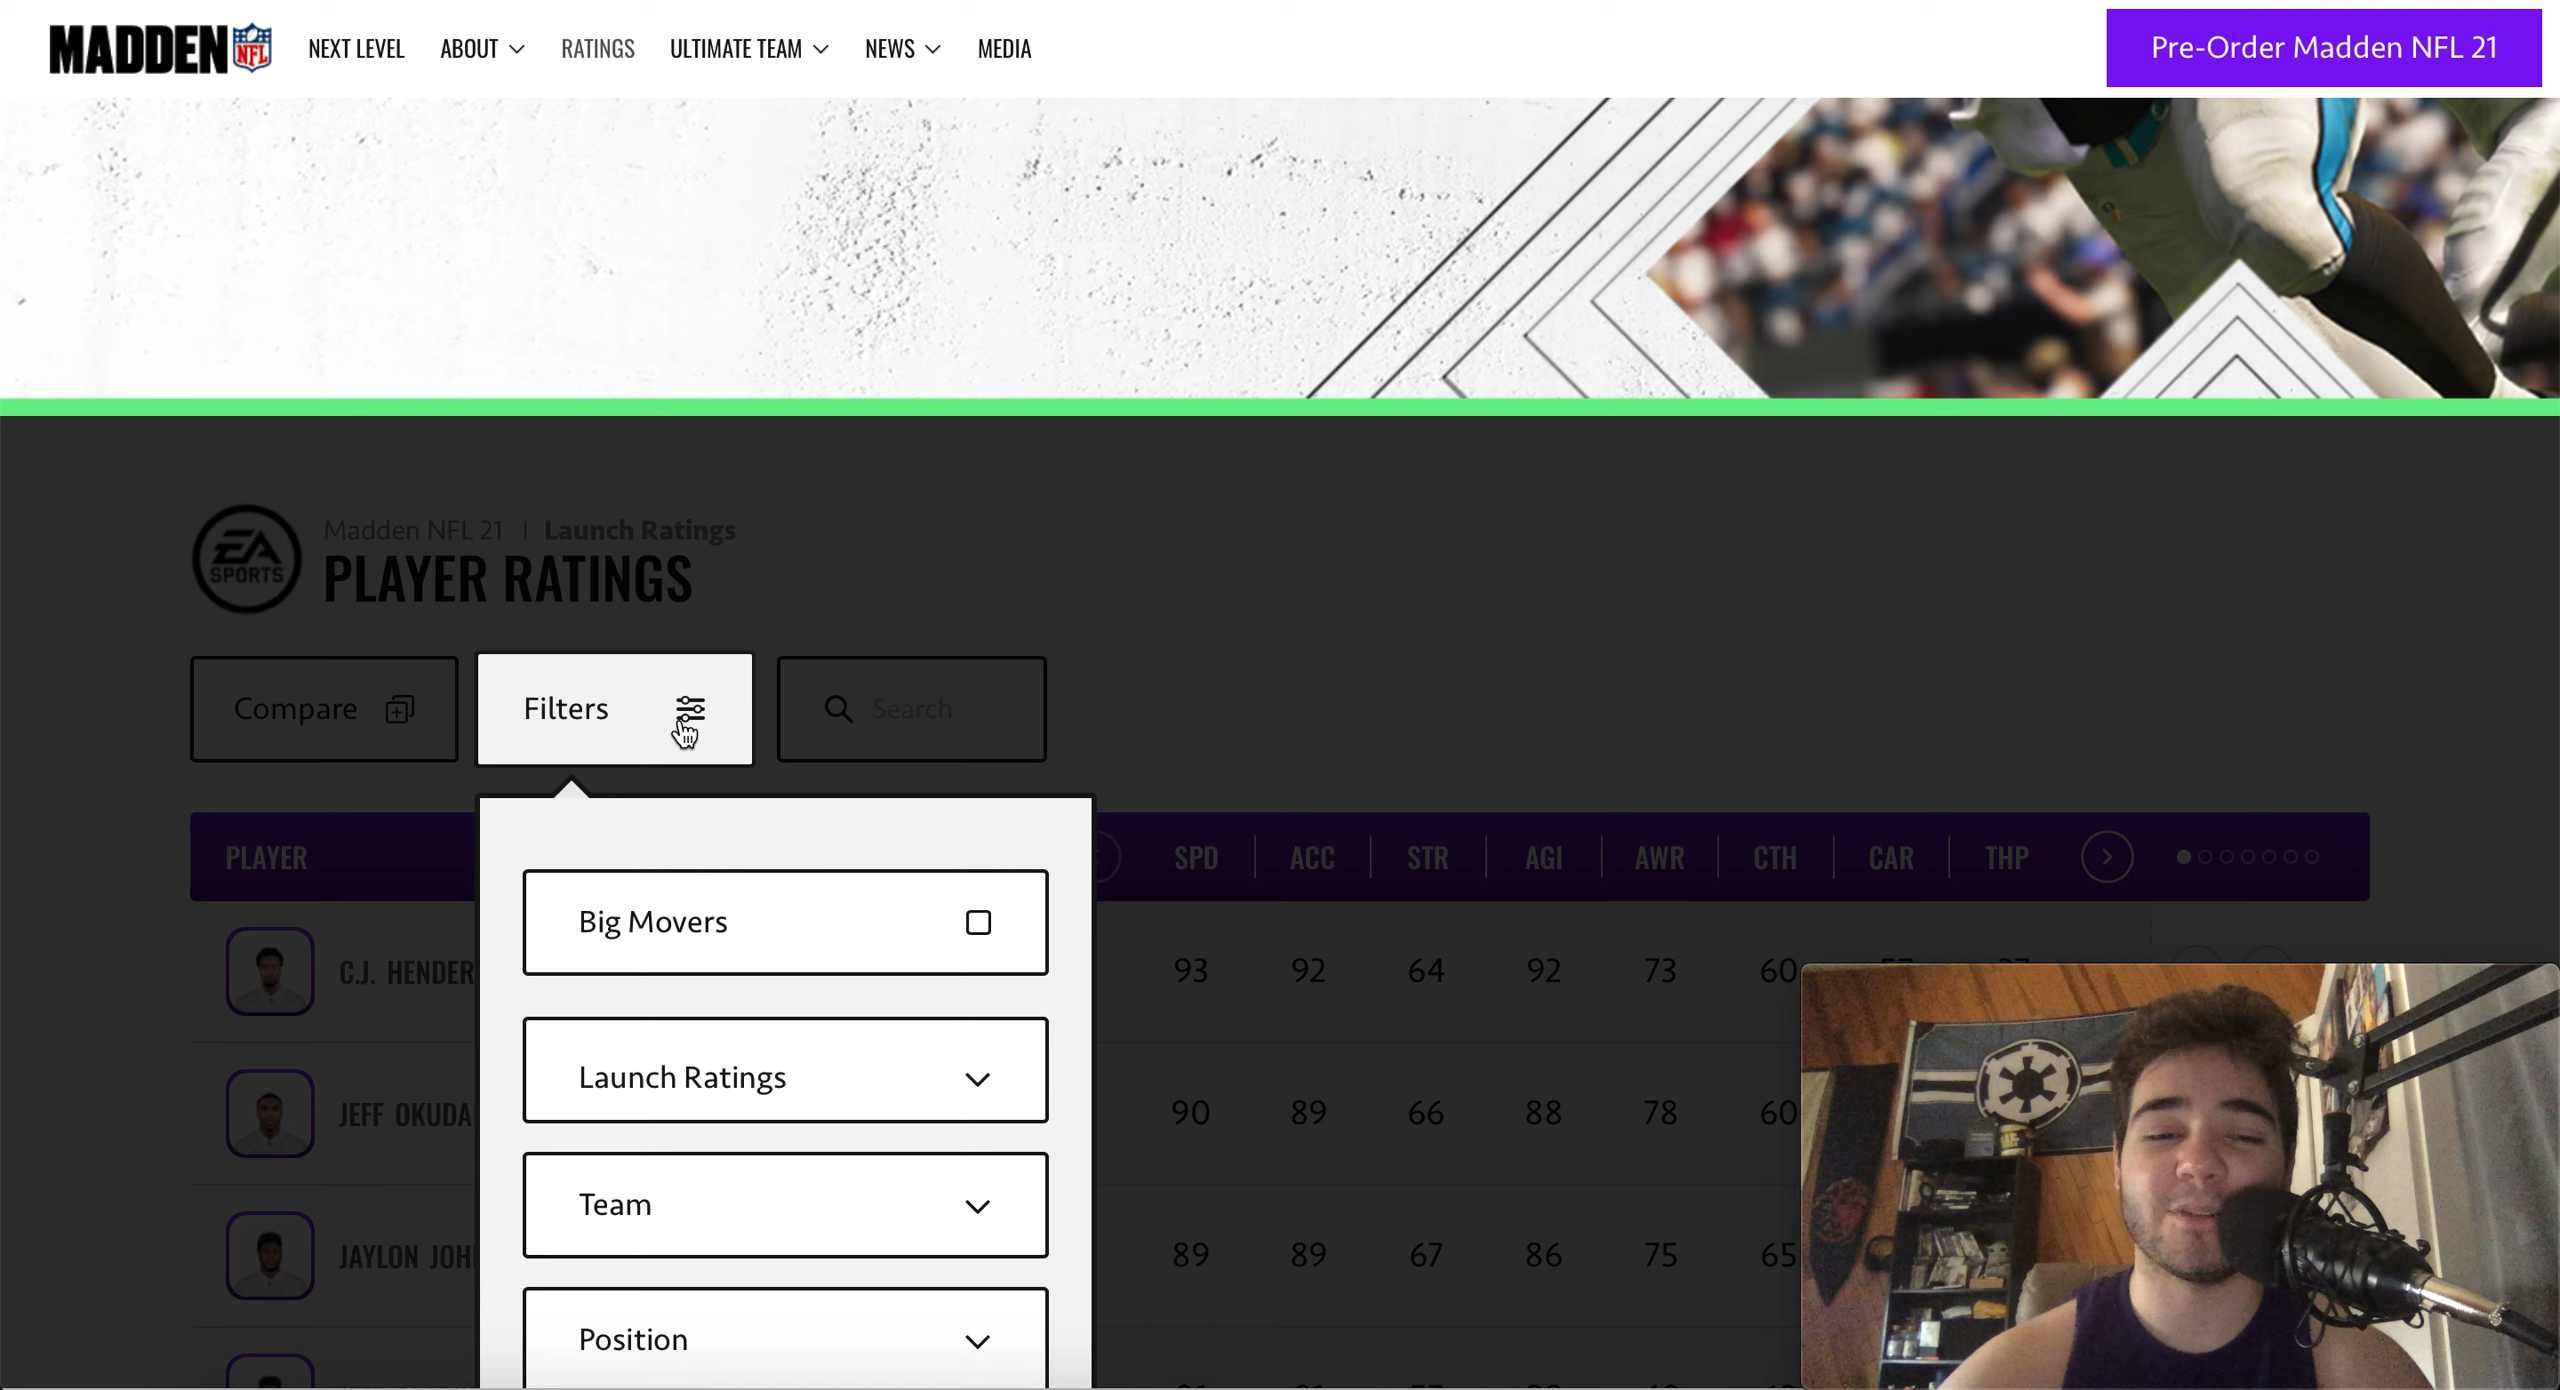 MADDEN NFL NEXT LEVEL ABOUT RATINGS ULTIMATE TEAM NEWS MEDIA Pre-Order Madden NFL 21
Madden NFL 21 | Launch Ratings
EA SPORTS
PLAYER RATINGS
Compare Filters Search
PLAYER SPD ACC STR AGI AWR CTH CAR THP
Big Movers
C.J. HENDER 93 92 64 92 73 60
Launch Ratings
JEFF OKUDA 90 89 66 88 78 60
Team
JAYLON JOH 89 89 67 86 75 65
Position